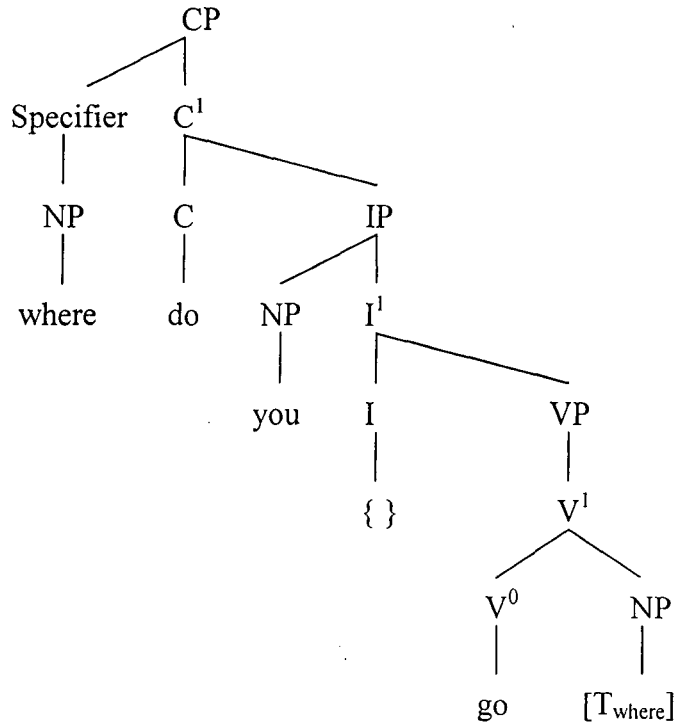 CP
Specifier C¹
NP C IP
where do NP I¹
you I VP
{ } V¹
V⁰ NP
go [Twhere]